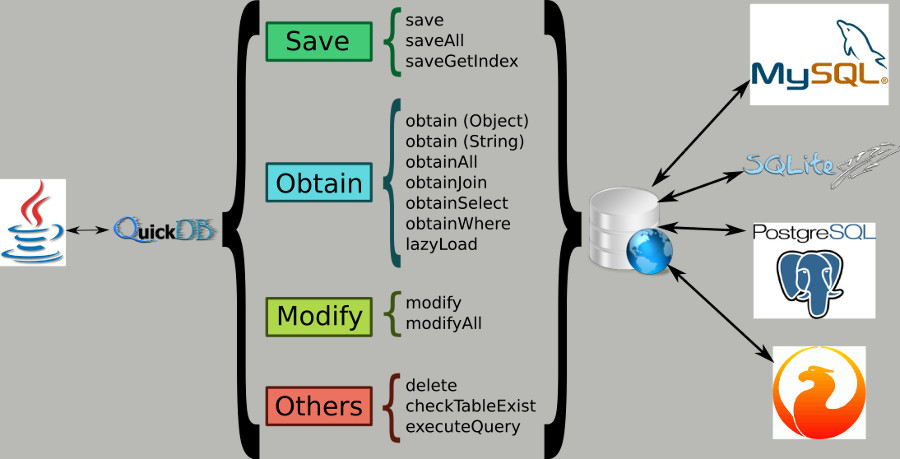 QuickDB
Save
save
saveAll
saveGetIndex
Obtain
obtain (Object)
obtain (String)
obtainAll
obtainJoin
obtainSelect
obtainWhere
lazyLoad
Modify
modify
modifyAll
Others
delete
checkTableExist
executeQuery
MySQL®
SQLite
PostgreSQL